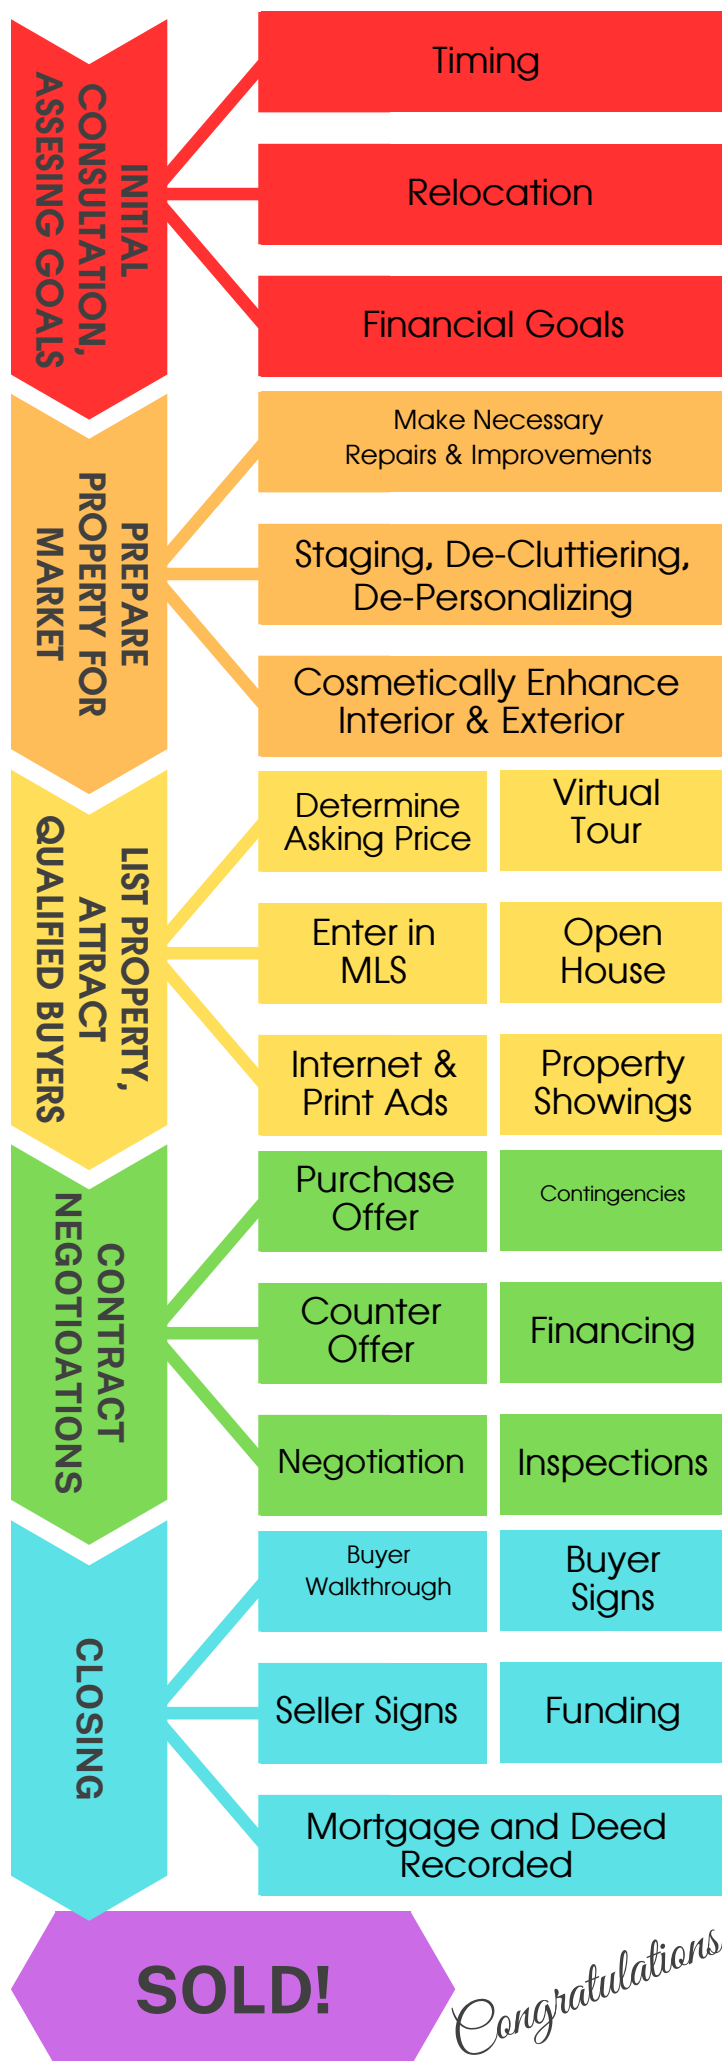 INITIAL
CONSULTATION,
ASSESING GOALS
Timing
Relocation
Financial Goals
PREPARE
PROPERTY FOR
MARKET
Make Necessary
Repairs & Improvements
Staging, De-Cluttiering,
De-Personalizing
Cosmetically Enhance
Interior & Exterior
LIST PROPERTY,
ATTRACT
QUALIFIED BUYERS
Determine
Asking Price
Virtual
Tour
Enter in
MLS
Open
House
Internet &
Print Ads
Property
Showings
CONTRACT
NEGOTIOATIONS
Purchase
Offer
Contingencies
Counter
Offer
Financing
Negotiation
Inspections
CLOSING
Buyer
Walkthrough
Buyer
Signs
Seller Signs
Funding
Mortgage and Deed
Recorded
SOLD!
Congratulations